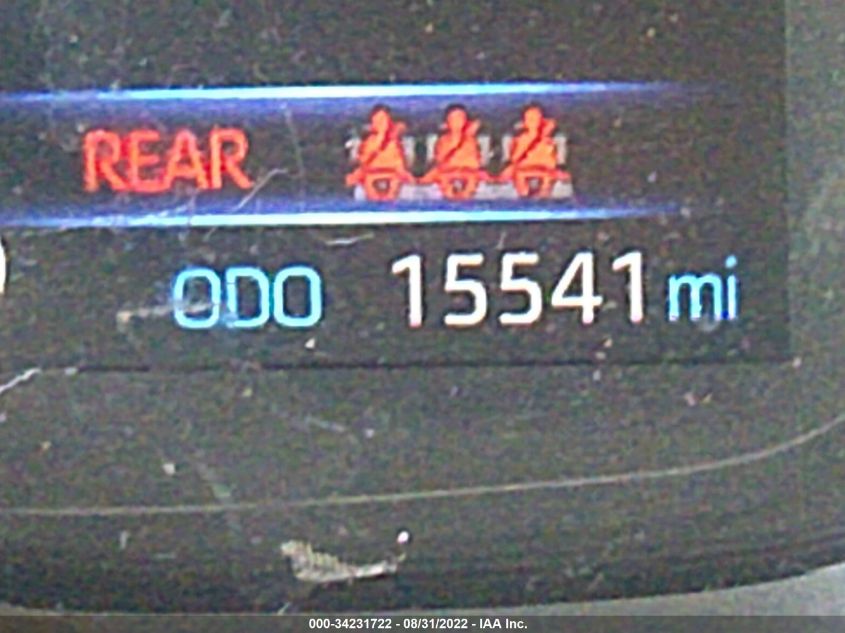 REAR
ODO 15541 mi
000-34231722 - 08/31/2022 - IAA Inc.